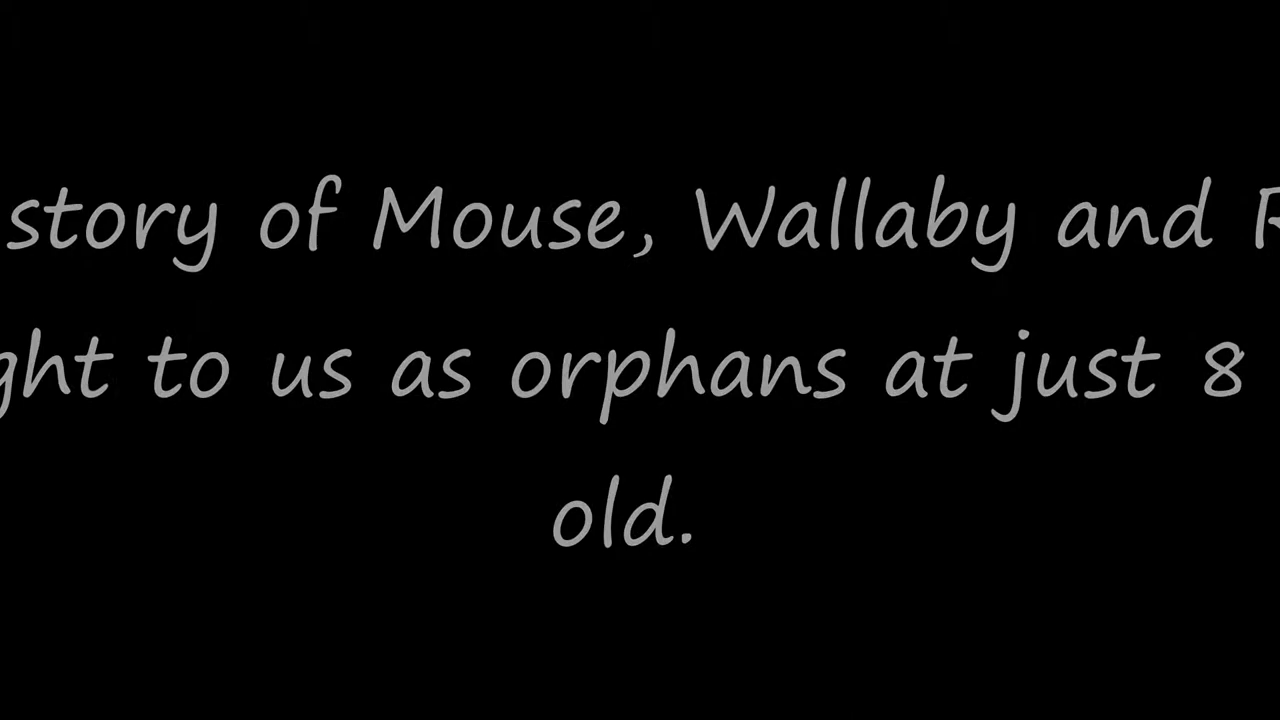 story of Mouse, Wallaby and
to us as orphans at just 8
old.